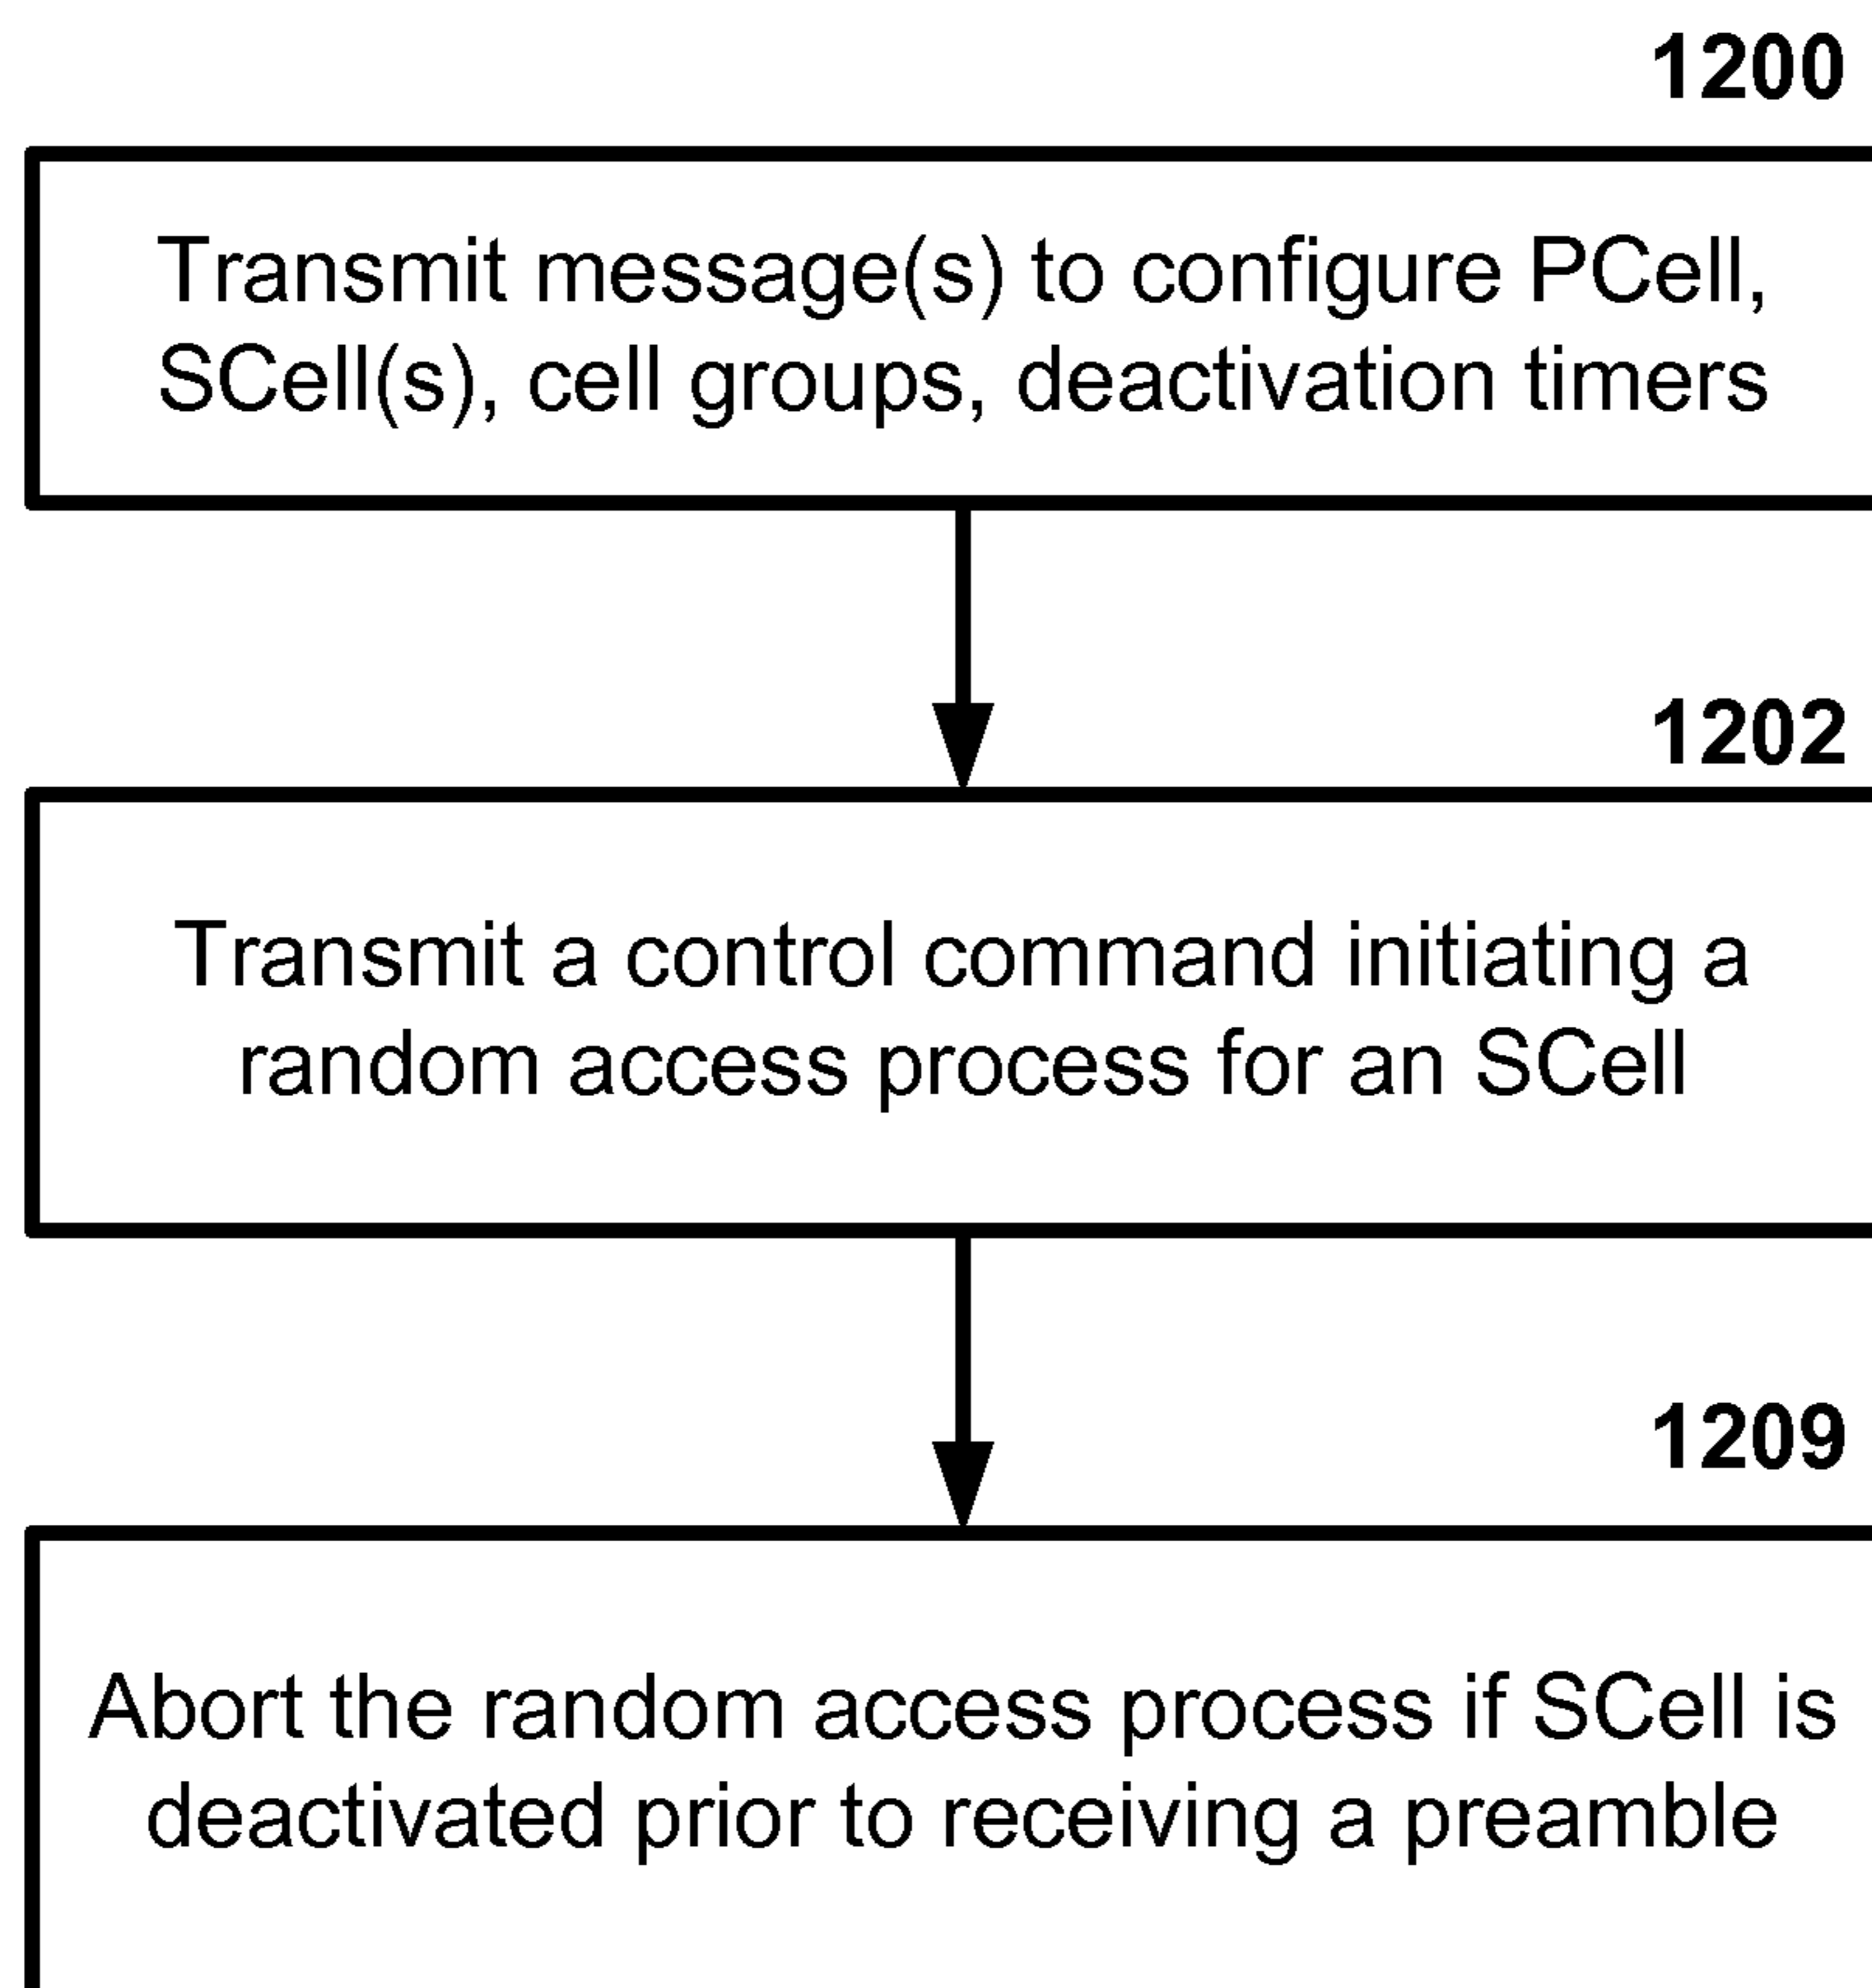 1200
Transmit message(s) to configure PCell,
SCell(s), cell groups, deactivation timers
1202
Transmit a control command initiating a
random access process for an SCell
1209
Abort the random access process if SCell is
deactivated prior to receiving a preamble